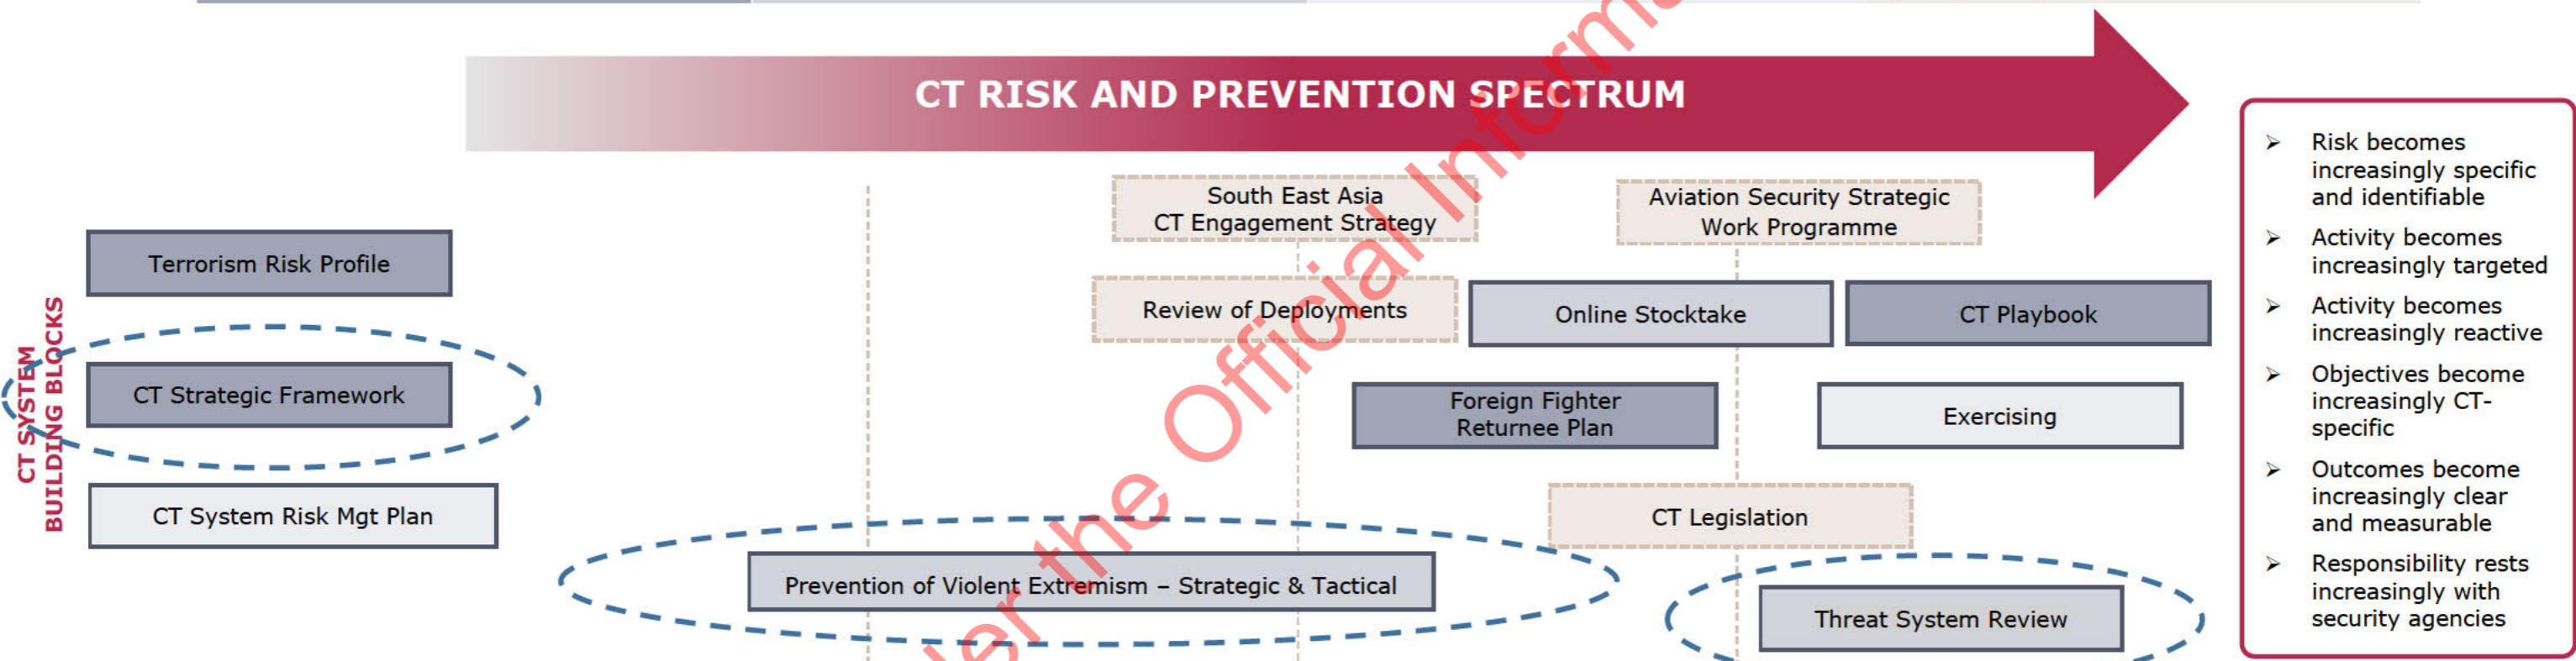 CT RISK AND PREVENTION SPECTRUM
South East Asia
CT Engagement Strategy
Aviation Security Strategic
Work Programme
Terrorism Risk Profile
Review of Deployments
Online Stocktake
CT Playbook
CT SYSTEM
BUILDING BLOCKS
CT Strategic Framework
Foreign Fighter
Returnee Plan
Exercising
CT System Risk Mgt Plan
CT Legislation
Prevention of Violent Extremism – Strategic & Tactical
Threat System Review
➢ Risk becomes
increasingly specific
and identifiable
➢ Activity becomes
increasingly targeted
➢ Activity becomes
increasingly reactive
➢ Objectives become
increasingly CT-
specific
➢ Outcomes become
increasingly clear
and measurable
➢ Responsibility rests
increasingly with
security agencies
the Official